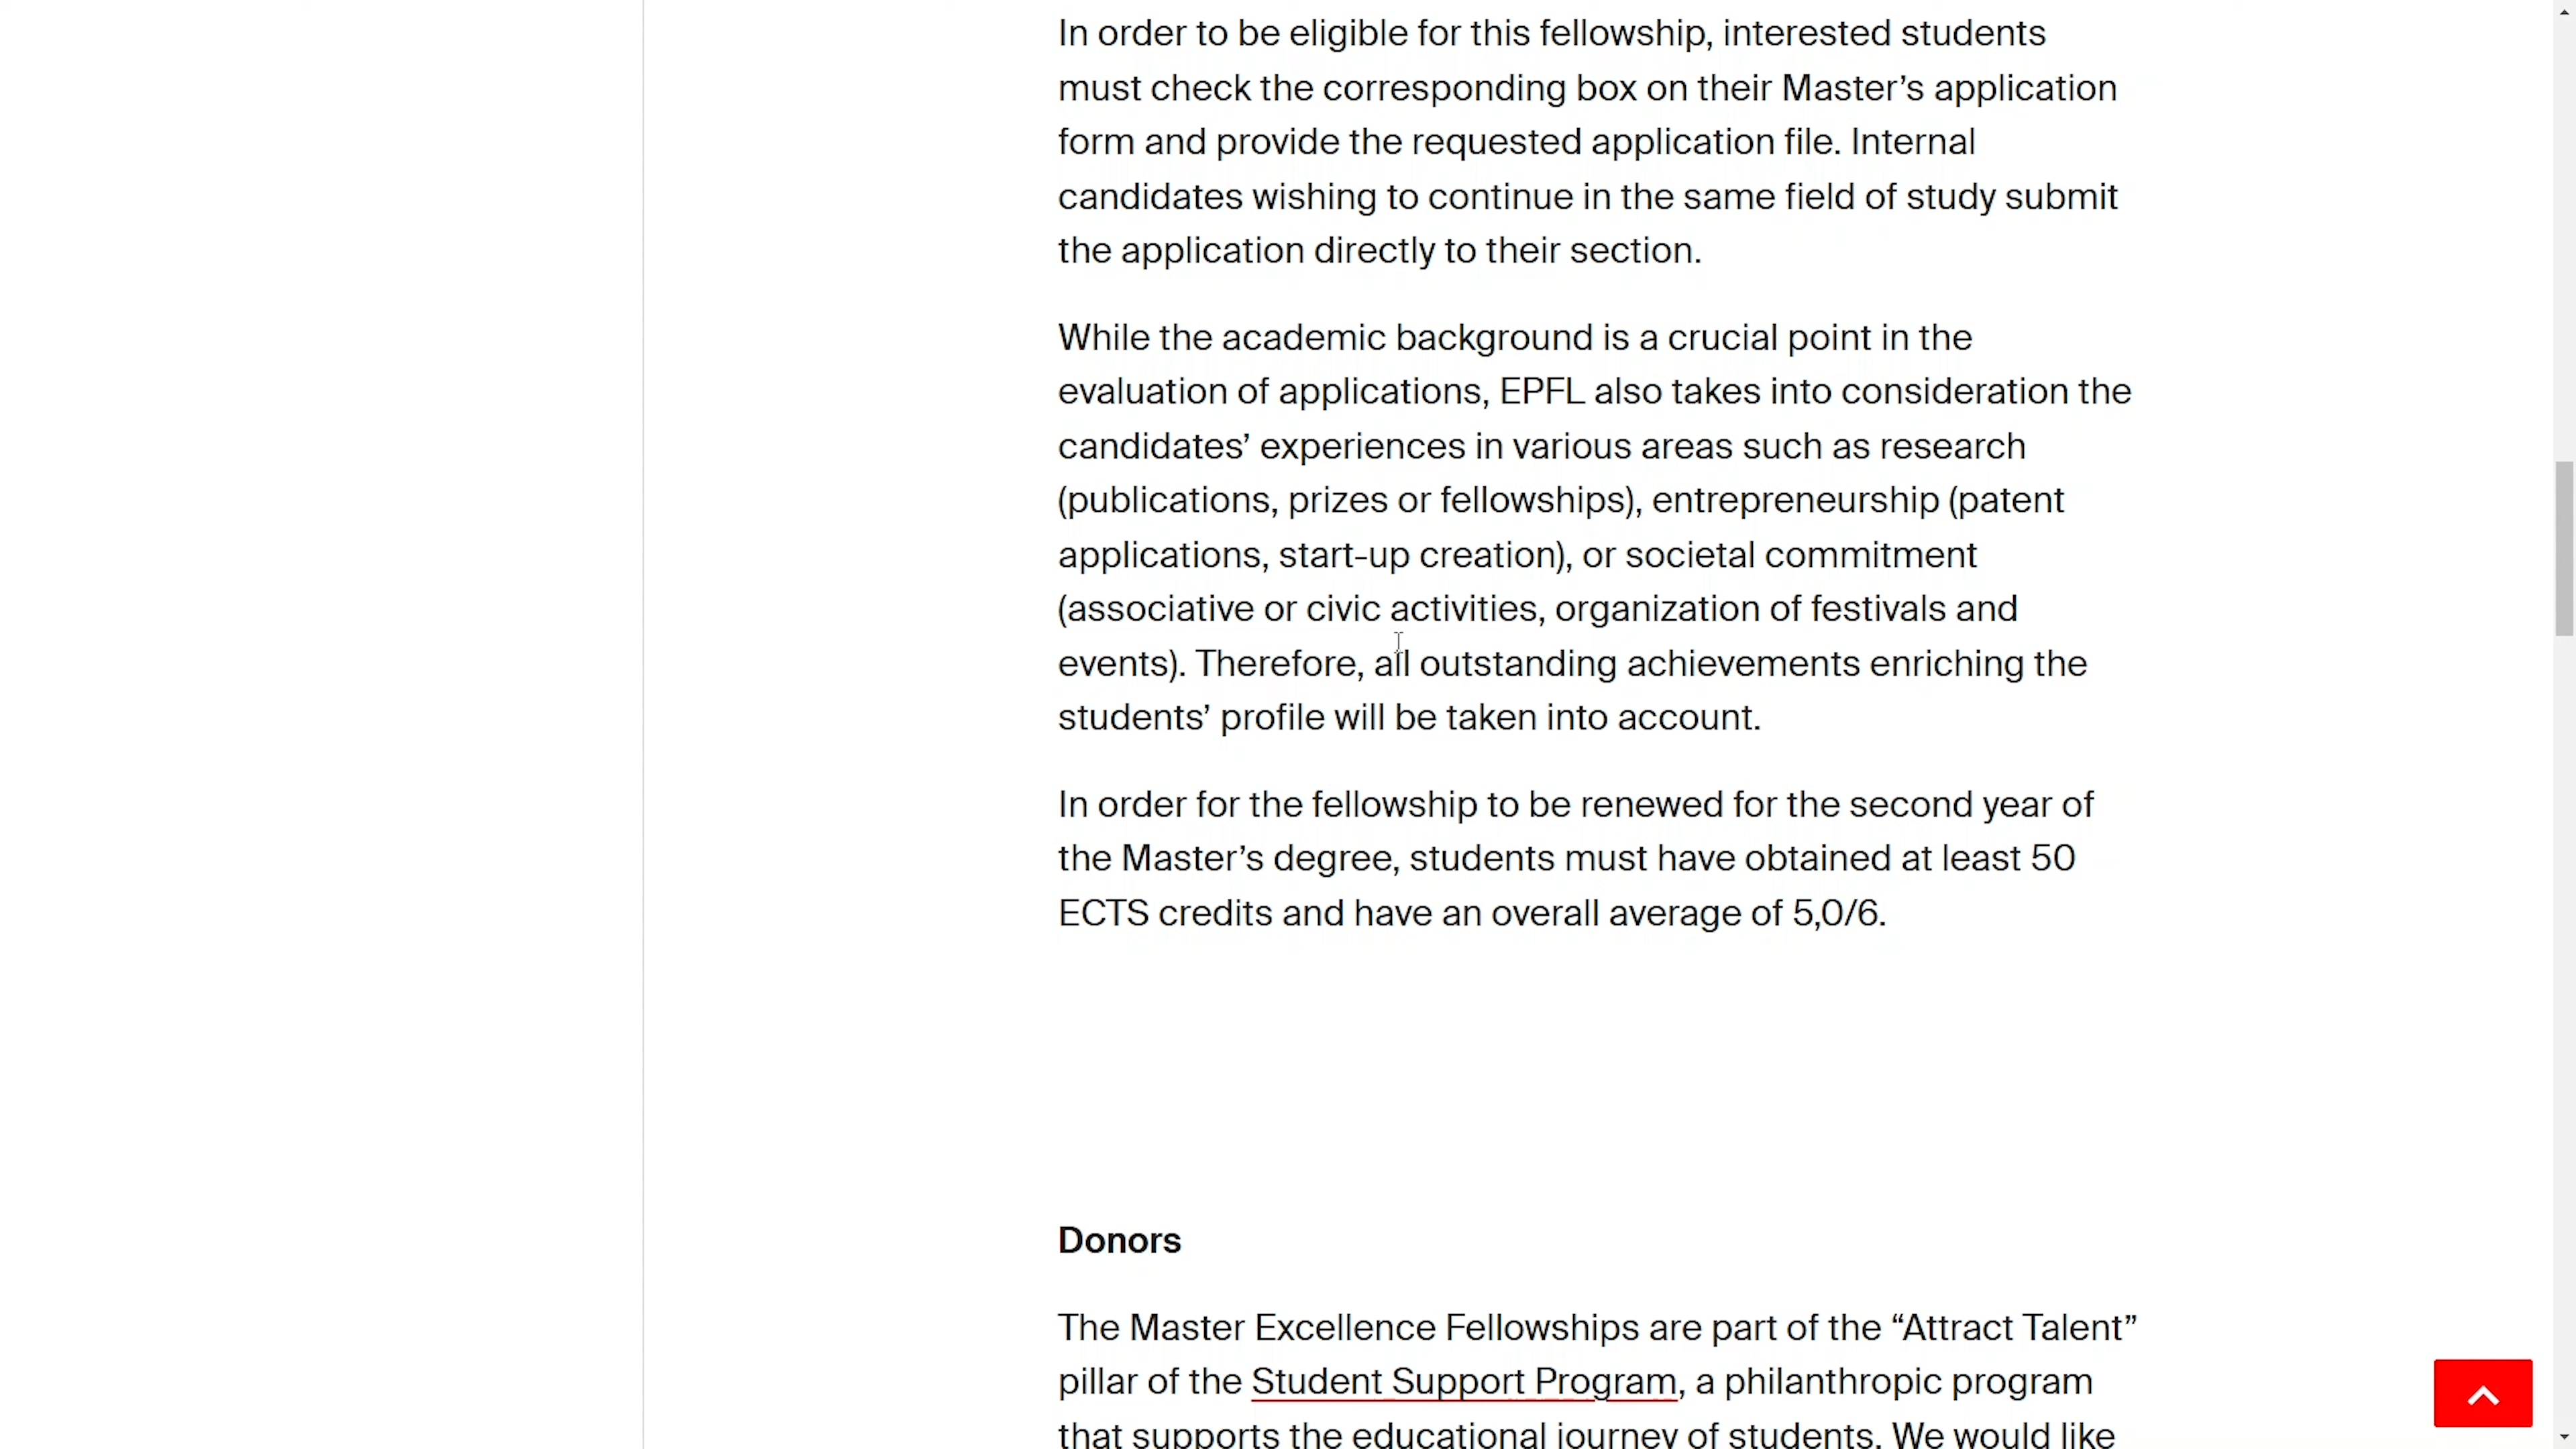 In order to be eligible for this fellowship, interested students
must check the corresponding box on their Master’s application
form and provide the requested application file. Internal
candidates wishing to continue in the same field of study submit
the application directly to their section.
While the academic background is a crucial point in the
evaluation of applications, EPFL also takes into consideration the
candidates’ experiences in various areas such as research
(publications, prizes or fellowships), entrepreneurship (patent
applications, start-up creation), or societal commitment
(associative or civic activities, organization of festivals and
events). Therefore, all outstanding achievements enriching the
students’ profile will be taken into account.
In order for the fellowship to be renewed for the second year of
the Master’s degree, students must have obtained at least 50
ECTS credits and have an overall average of 5,0/6.
Donors
The Master Excellence Fellowships are part of the “Attract Talent”
pillar of the Student Support Program, a philanthropic program
that supports the educational journey of students. We would like